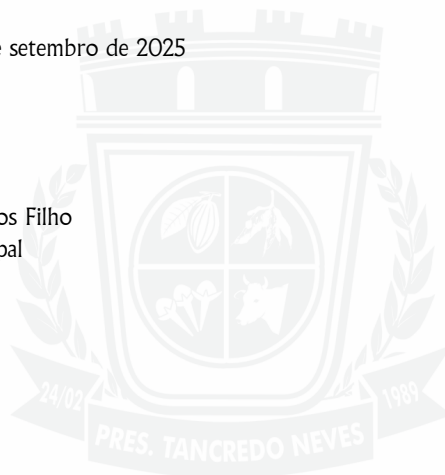 e setembro de 2025
os Filho
pal
24/02
1989
PRES. TANCREDO NEVES